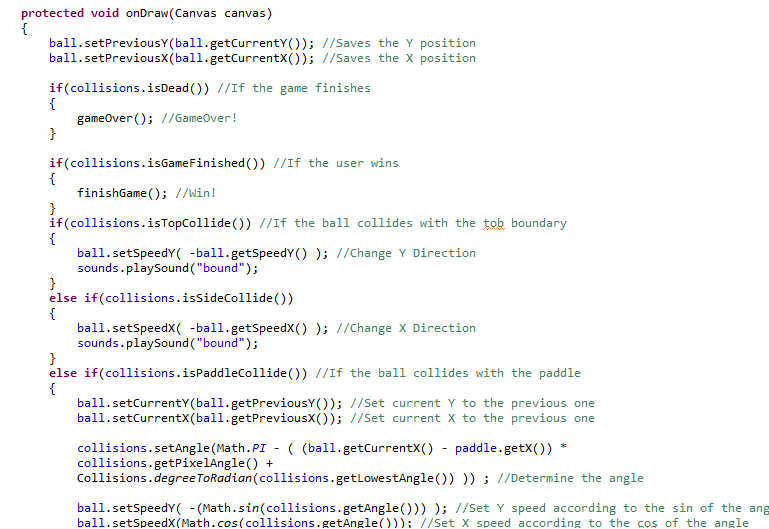 protected void onDraw(Canvas canvas)
{
ball.setPreviousY(ball.getCurrentY()); //Saves the Y position
ball.setPreviousX(ball.getCurrentX()); //Saves the X position
if(collisions.isDead()) //If the game finishes
{
gameOver(); //GameOver!
}
if(collisions.isGameFinished()) //If the user wins
{
finishGame(); //Win!
}
if(collisions.isTopCollide()) //If the ball collides with the tob boundary
{
ball.setSpeedY( -ball.getSpeedY() ); //Change Y Direction
sounds.playSound("bound");
}
else if(collisions.isSideCollide())
{
ball.setSpeedX( -ball.getSpeedX() ); //Change X Direction
sounds.playSound("bound");
}
else if(collisions.isPaddleCollide()) //If the ball collides with the paddle
{
ball.setCurrentY(ball.getPreviousY()); //Set current Y to the previous one
ball.setCurrentX(ball.getPreviousX()); //Set current X to the previous one
collisions.setAngle(Math.PI - ( (ball.getCurrentX() - paddle.getX()) *
collisions.getPixelAngle() +
Collisions.degreeToRadian(collisions.getLowestAngle()) )) ; //Determine the angle
ball.setSpeedY( -(Math.sin(collisions.getAngle())) ); //Set Y speed according to the sin of the ang
ball.setSpeedX(Math.cos(collisions.getAngle())); //Set X speed according to the cos of the angle